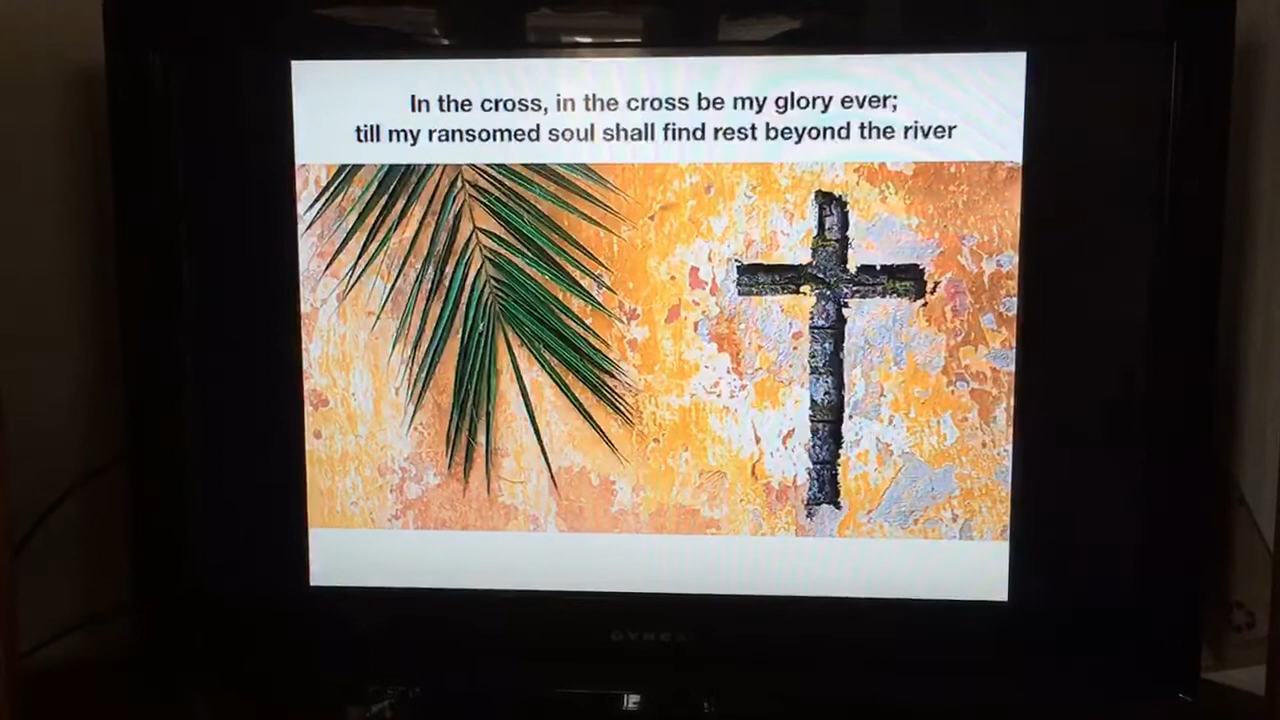 In the cross, in the cross be my glory ever;
till my ransomed soul shall find rest beyond the river